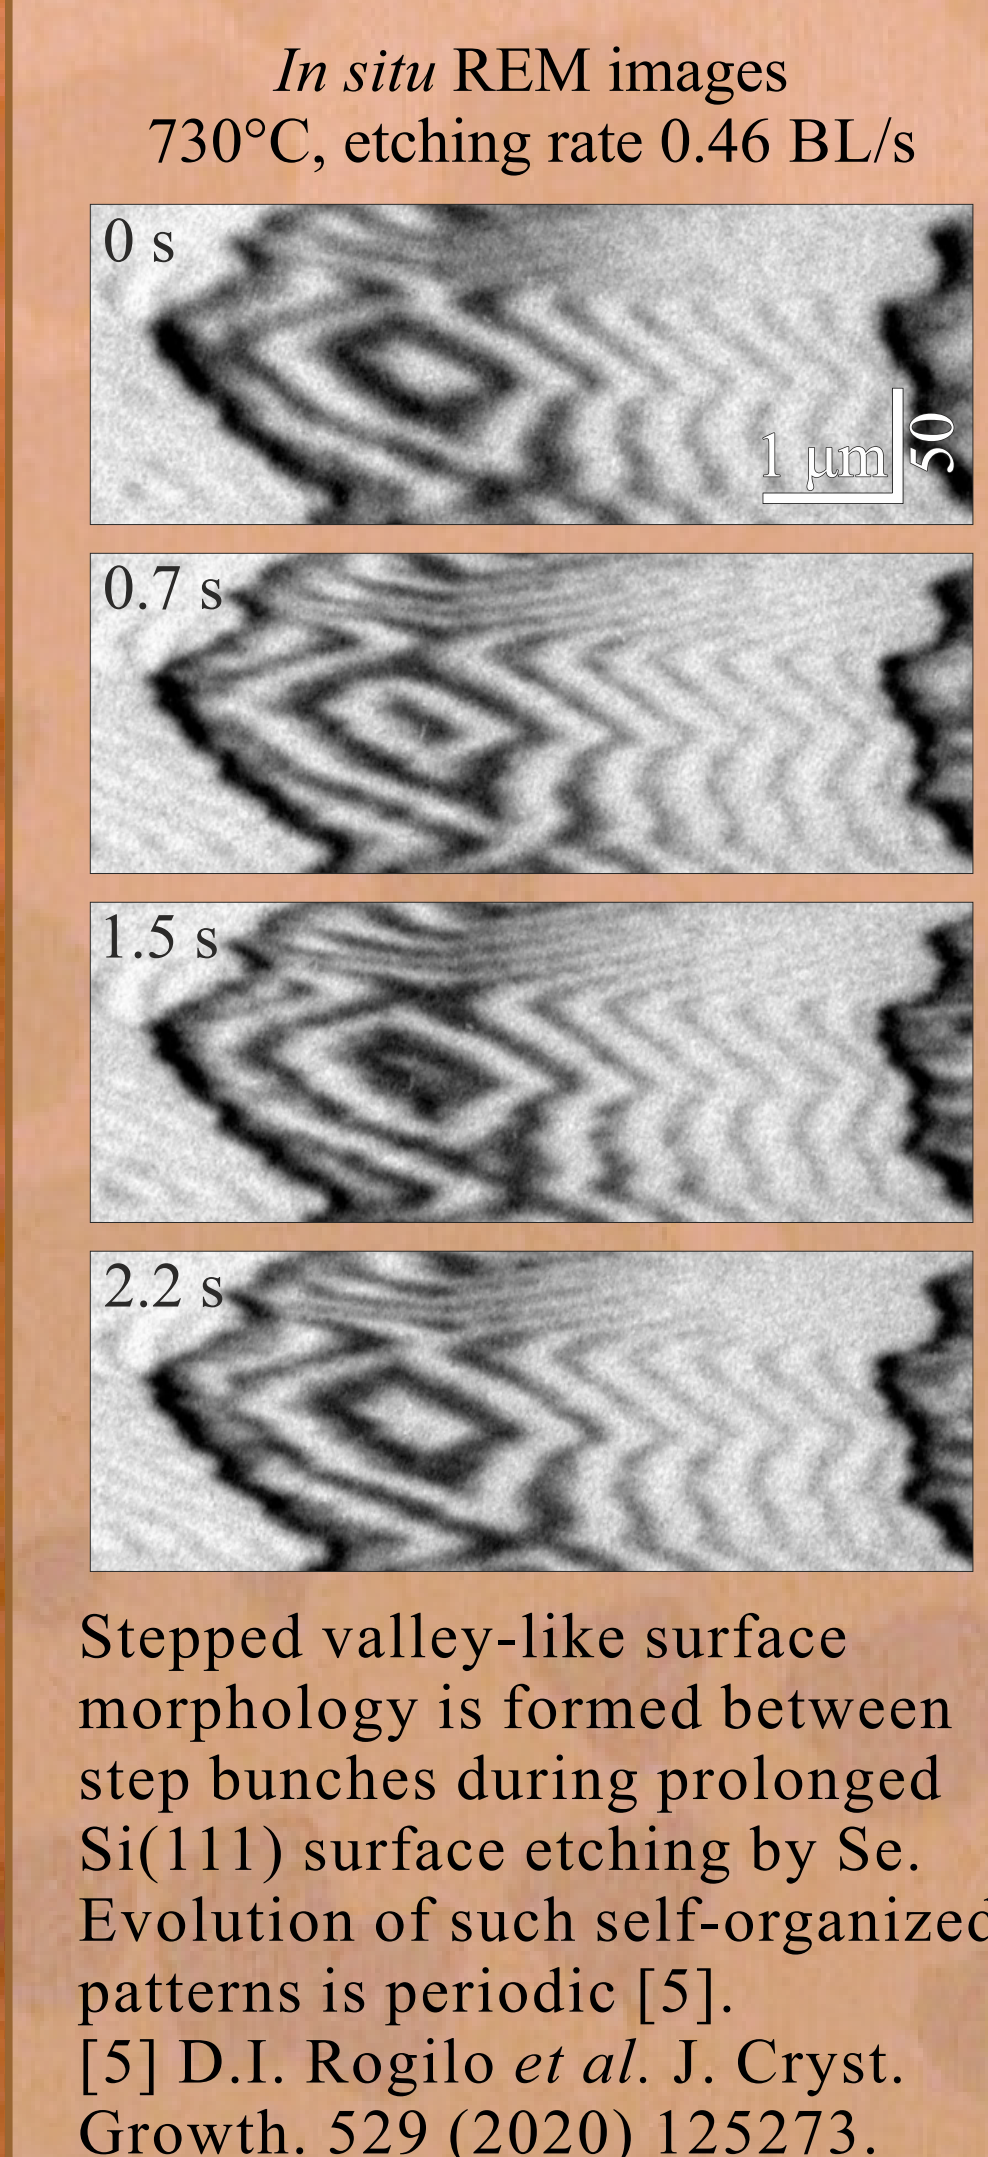 In situ REM images
730°C, etching rate 0.46 BL/s
0 s
1 μm
50
0.7 s
1.5 s
2.2 s
Stepped valley-like surface
morphology is formed between
step bunches during prolonged
Si(111) surface etching by Se.
Evolution of such self-organized
patterns is periodic [5].
[5] D.I. Rogilo et al. J. Cryst.
Growth. 529 (2020) 125273.